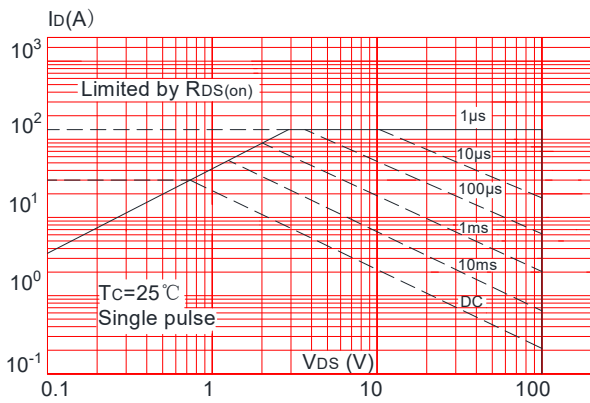 ID(A)
10³
Limited by RDS(on)
1μs
10²
10μs
100μs
10¹
1ms
10ms
10⁰
TC=25℃
DC
Single pulse
VDS (V)
10⁻¹
0.1
1
10
100